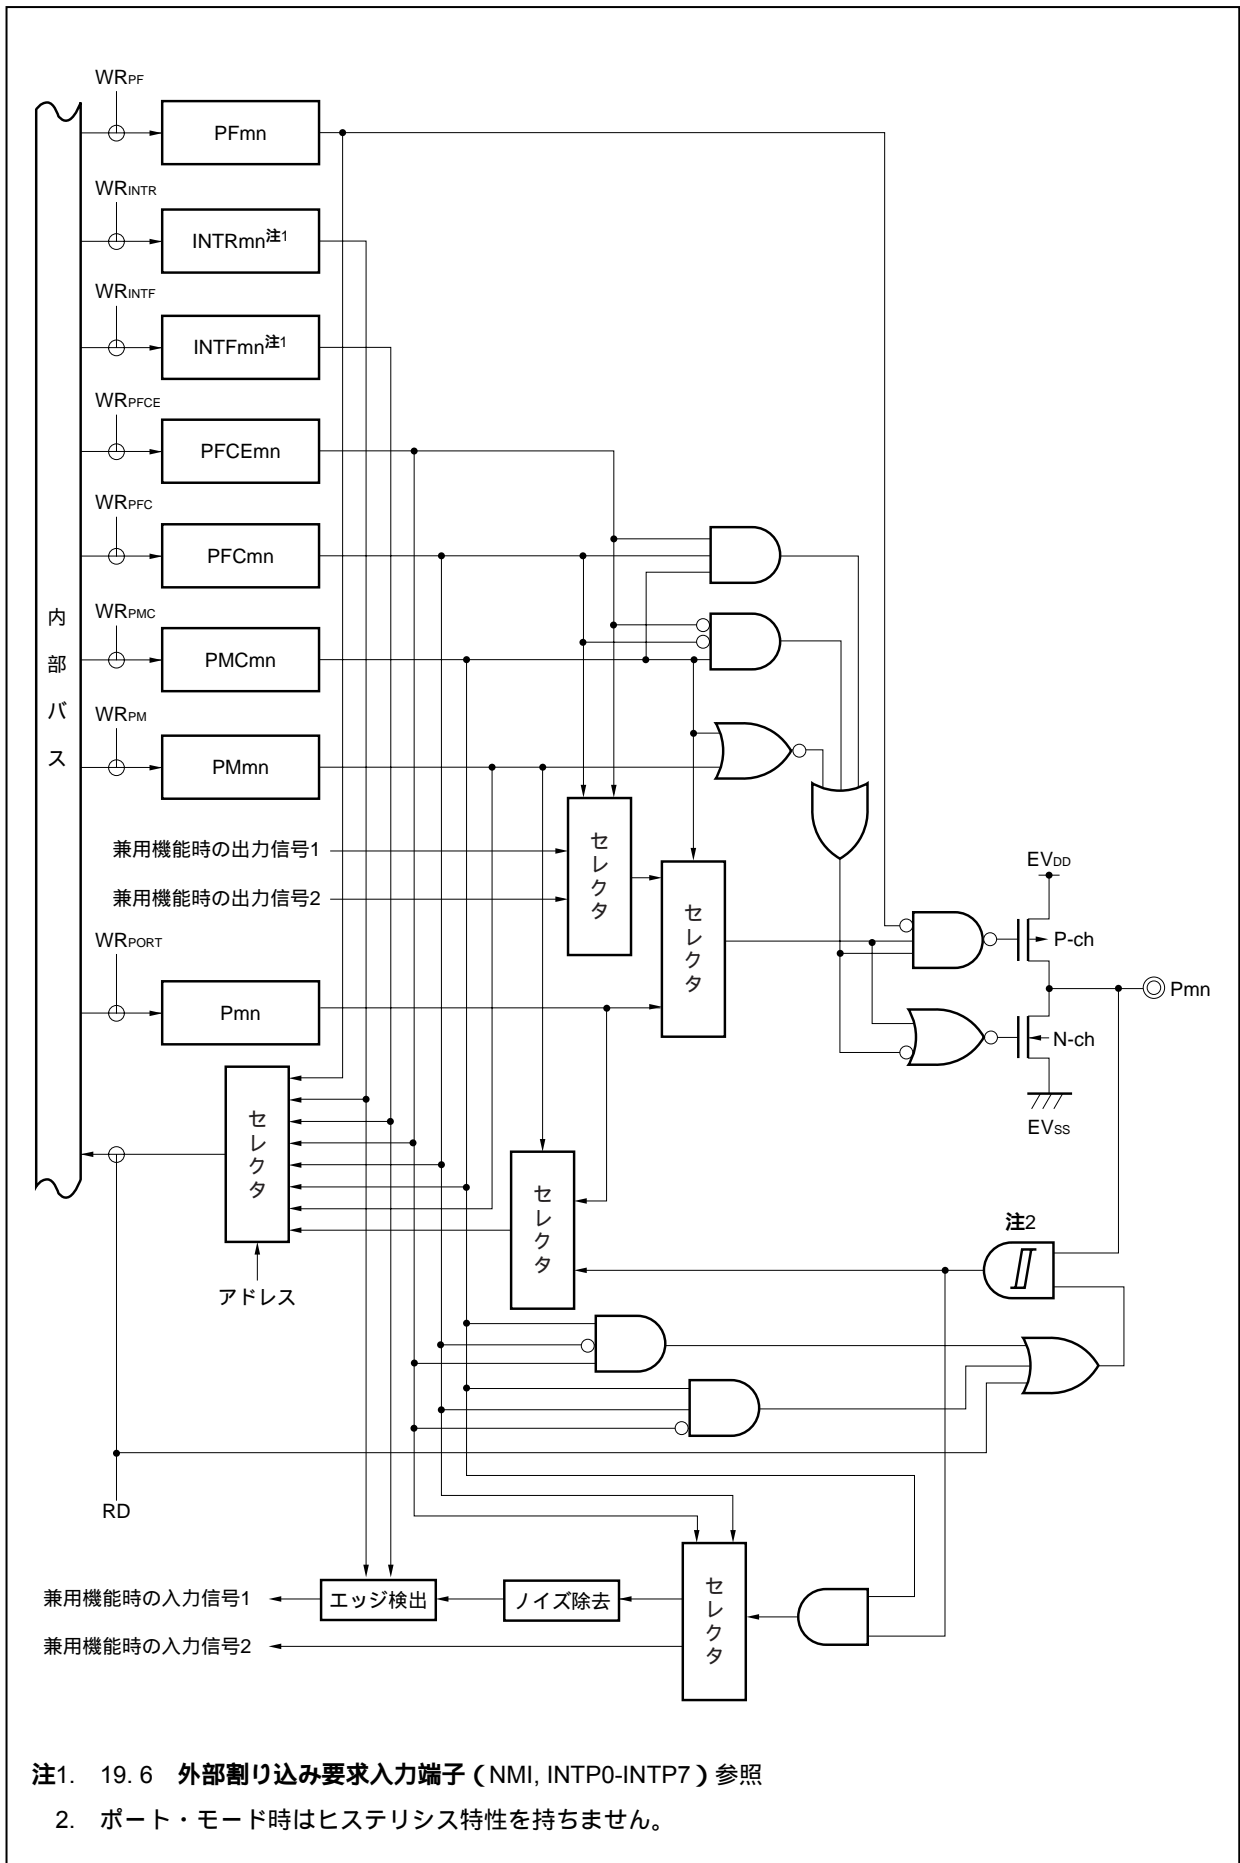 WRPF
PFmn
WRINTR
INTRmn注1
WRINTF
INTFmn注1
WRPFCE
PFCEmn
WRPFC
PFCmn
内部バス
WRPMC
PMCmn
WRPM
PMmn
セレクタ
兼用機能時の出力信号1
兼用機能時の出力信号2
セレクタ
EVDD
P-ch
WRPORT
Pmn
Pmn
N-ch
EVSS
セレクタ
セレクタ
注2
アドレス
RD
セレクタ
兼用機能時の入力信号1
エッジ検出
ノイズ除去
兼用機能時の入力信号2
注1. 19. 6 外部割り込み要求入力端子(NMI, INTP0-INTP7)参照
2. ポート・モード時はヒステリシス特性を持ちません。